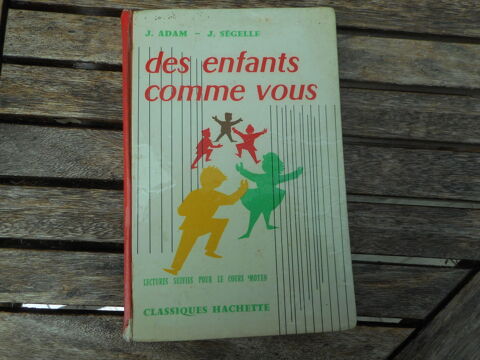 J. ADAM - J. SÉGELLE
des enfants
comme vous
LECTURES SUIVIES POUR LE COURS MOYEN
CLASSIQUES HACHETTE